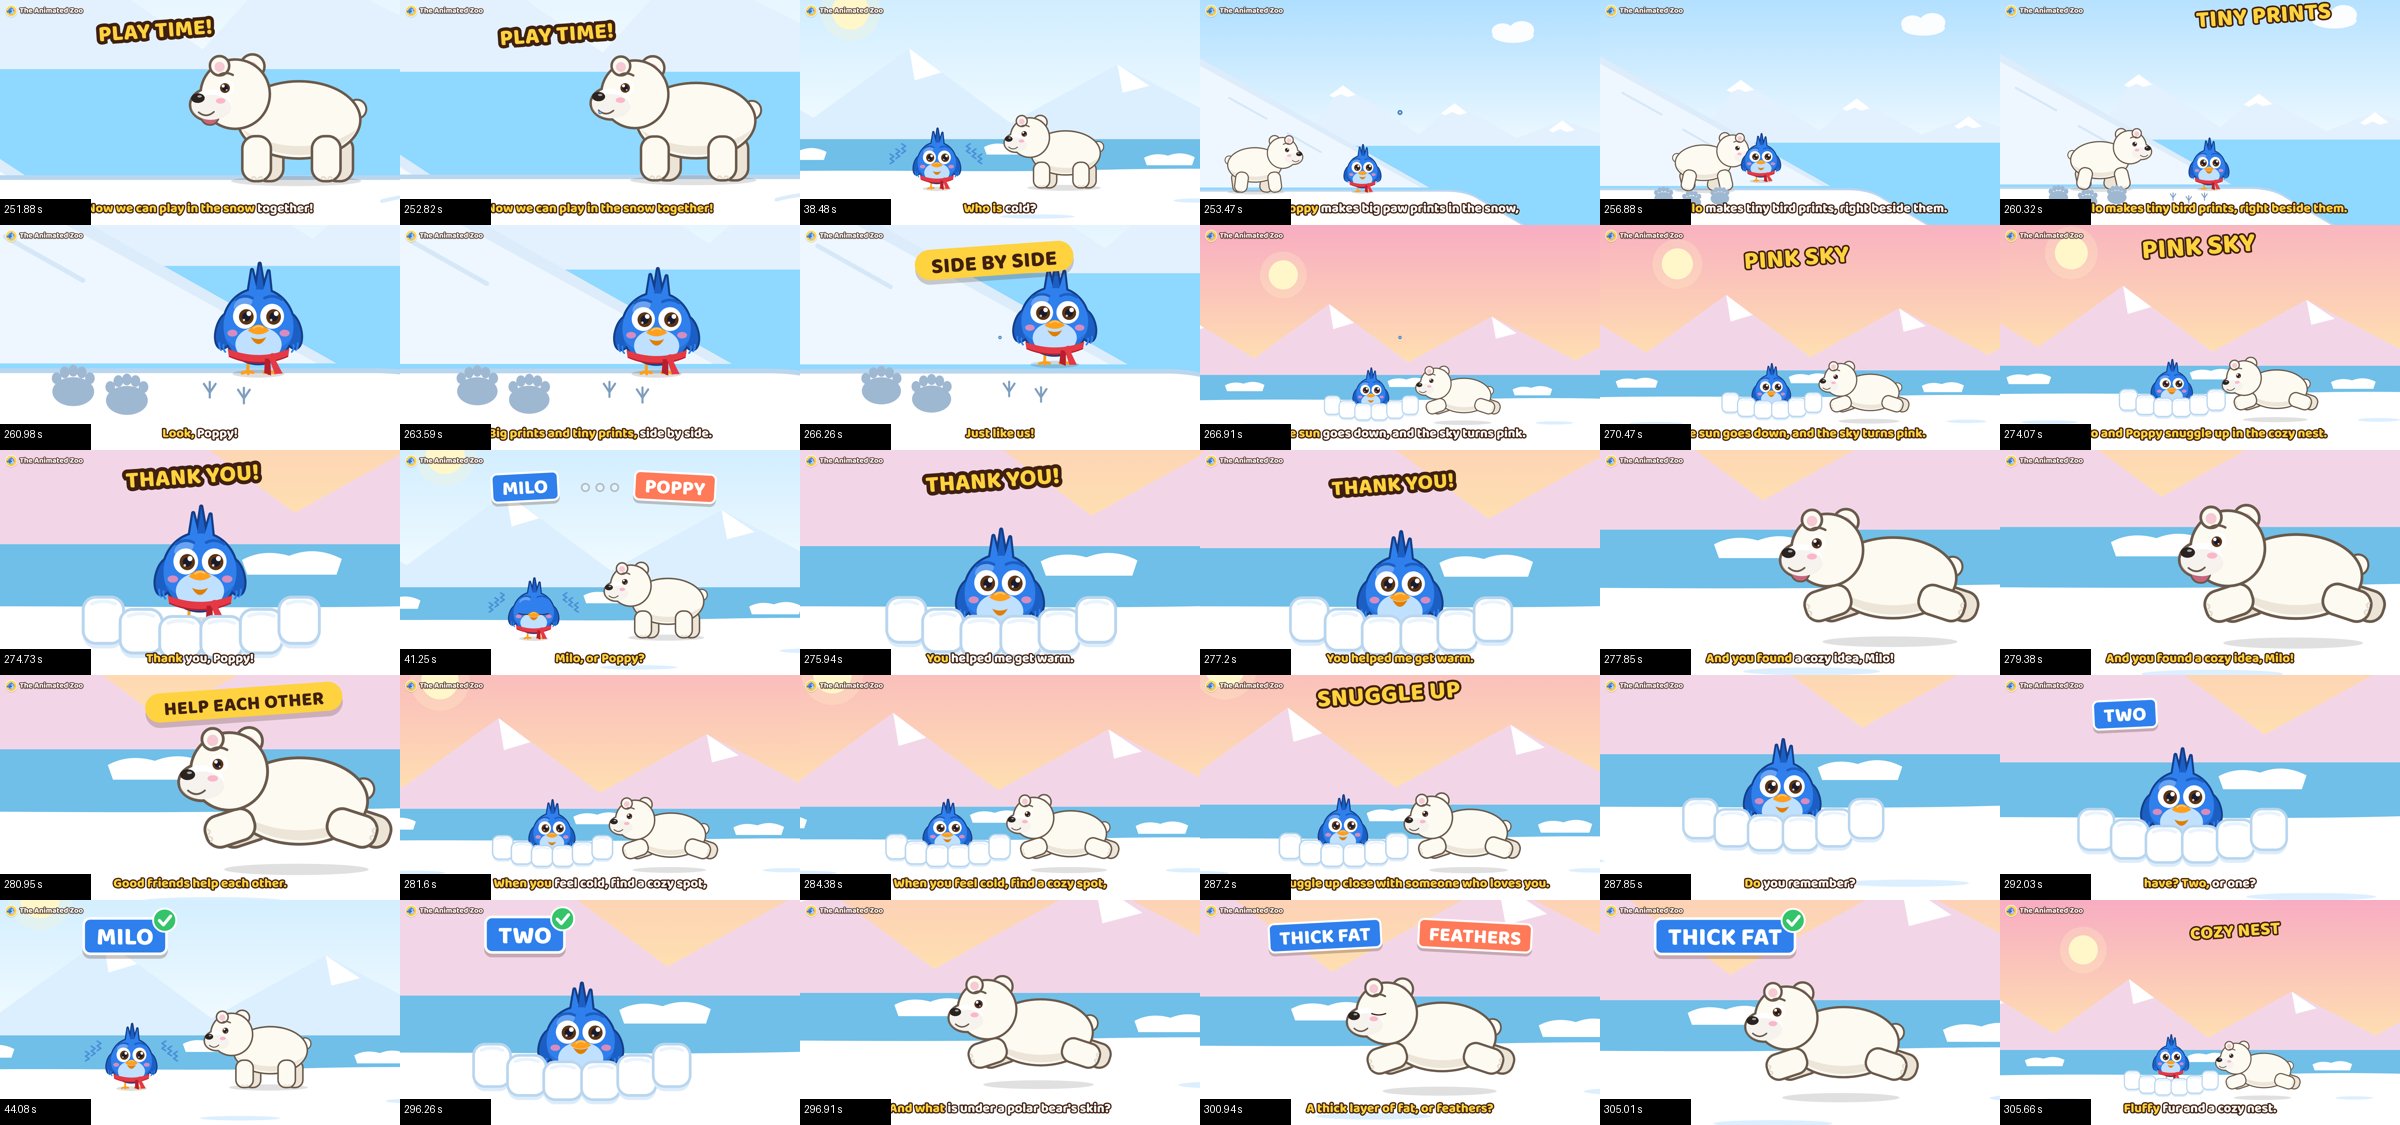 The Animated Zoo
PLAY TIME!
251.88 s
Now we can play in the snow together!
The Animated Zoo
PLAY TIME!
252.82 s
Now we can play in the snow together!
The Animated Zoo
38.48 s
Who is cold?
The Animated Zoo
253.47 s
oppy makes big paw prints in the snow,
The Animated Zoo
256.88 s
lo makes tiny bird prints, right beside them.
The Animated Zoo
TINY PRINTS
260.32 s
lo makes tiny bird prints, right beside them.
The Animated Zoo
260.98 s
Look, Poppy!
The Animated Zoo
263.59 s
Big prints and tiny prints, side by side.
The Animated Zoo
SIDE BY SIDE
266.26 s
Just like us!
The Animated Zoo
266.91 s
e sun goes down, and the sky turns pink.
The Animated Zoo
PINK SKY
270.47 s
e sun goes down, and the sky turns pink.
The Animated Zoo
PINK SKY
274.07 s
o and Poppy snuggle up in the cozy nest.
The Animated Zoo
THANK YOU!
274.73 s
Thank you, Poppy!
The Animated Zoo
MILO
POPPY
41.25 s
Milo, or Poppy?
The Animated Zoo
THANK YOU!
275.94 s
You helped me get warm.
The Animated Zoo
THANK YOU!
277.2 s
You helped me get warm.
The Animated Zoo
277.85 s
And you found a cozy idea, Milo!
The Animated Zoo
279.38 s
And you found a cozy idea, Milo!
The Animated Zoo
HELP EACH OTHER
280.95 s
Good friends help each other.
The Animated Zoo
281.6 s
When you feel cold, find a cozy spot,
The Animated Zoo
284.38 s
When you feel cold, find a cozy spot,
The Animated Zoo
SNUGGLE UP
287.2 s
uggle up close with someone who loves you.
The Animated Zoo
287.85 s
Do you remember?
The Animated Zoo
TWO
292.03 s
have? Two, or one?
The Animated Zoo
MILO
44.08 s
The Animated Zoo
TWO
296.26 s
The Animated Zoo
296.91 s
And what is under a polar bear's skin?
The Animated Zoo
THICK FAT
FEATHERS
300.94 s
A thick layer of fat, or feathers?
The Animated Zoo
THICK FAT
305.01 s
The Animated Zoo
COZY NEST
305.66 s
Fluffy fur and a cozy nest.